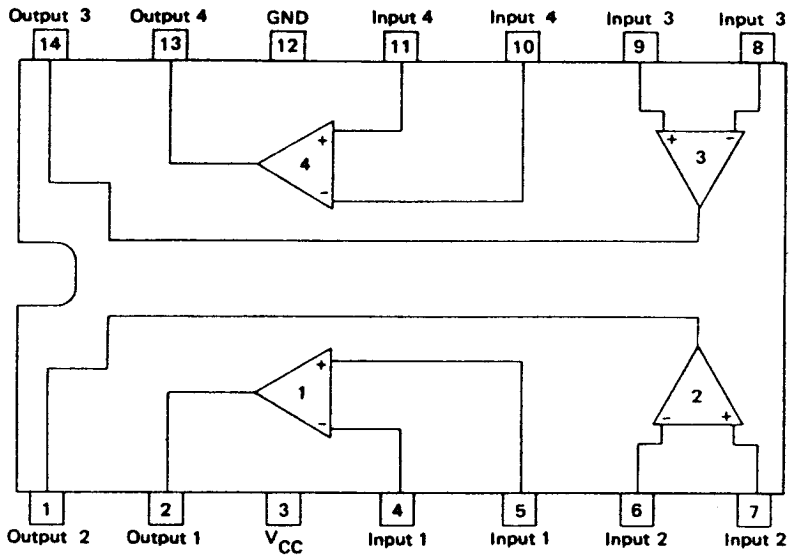 Output 3 Output 4 GND Input 4 Input 4 Input 3 Input 3
14 13 12 11 10 9 8
+ - 
4 3
+ -
+ 
1 2
- - +
1 2 3 4 5 6 7
Output 2 Output 1 VCC Input 1 Input 1 Input 2 Input 2